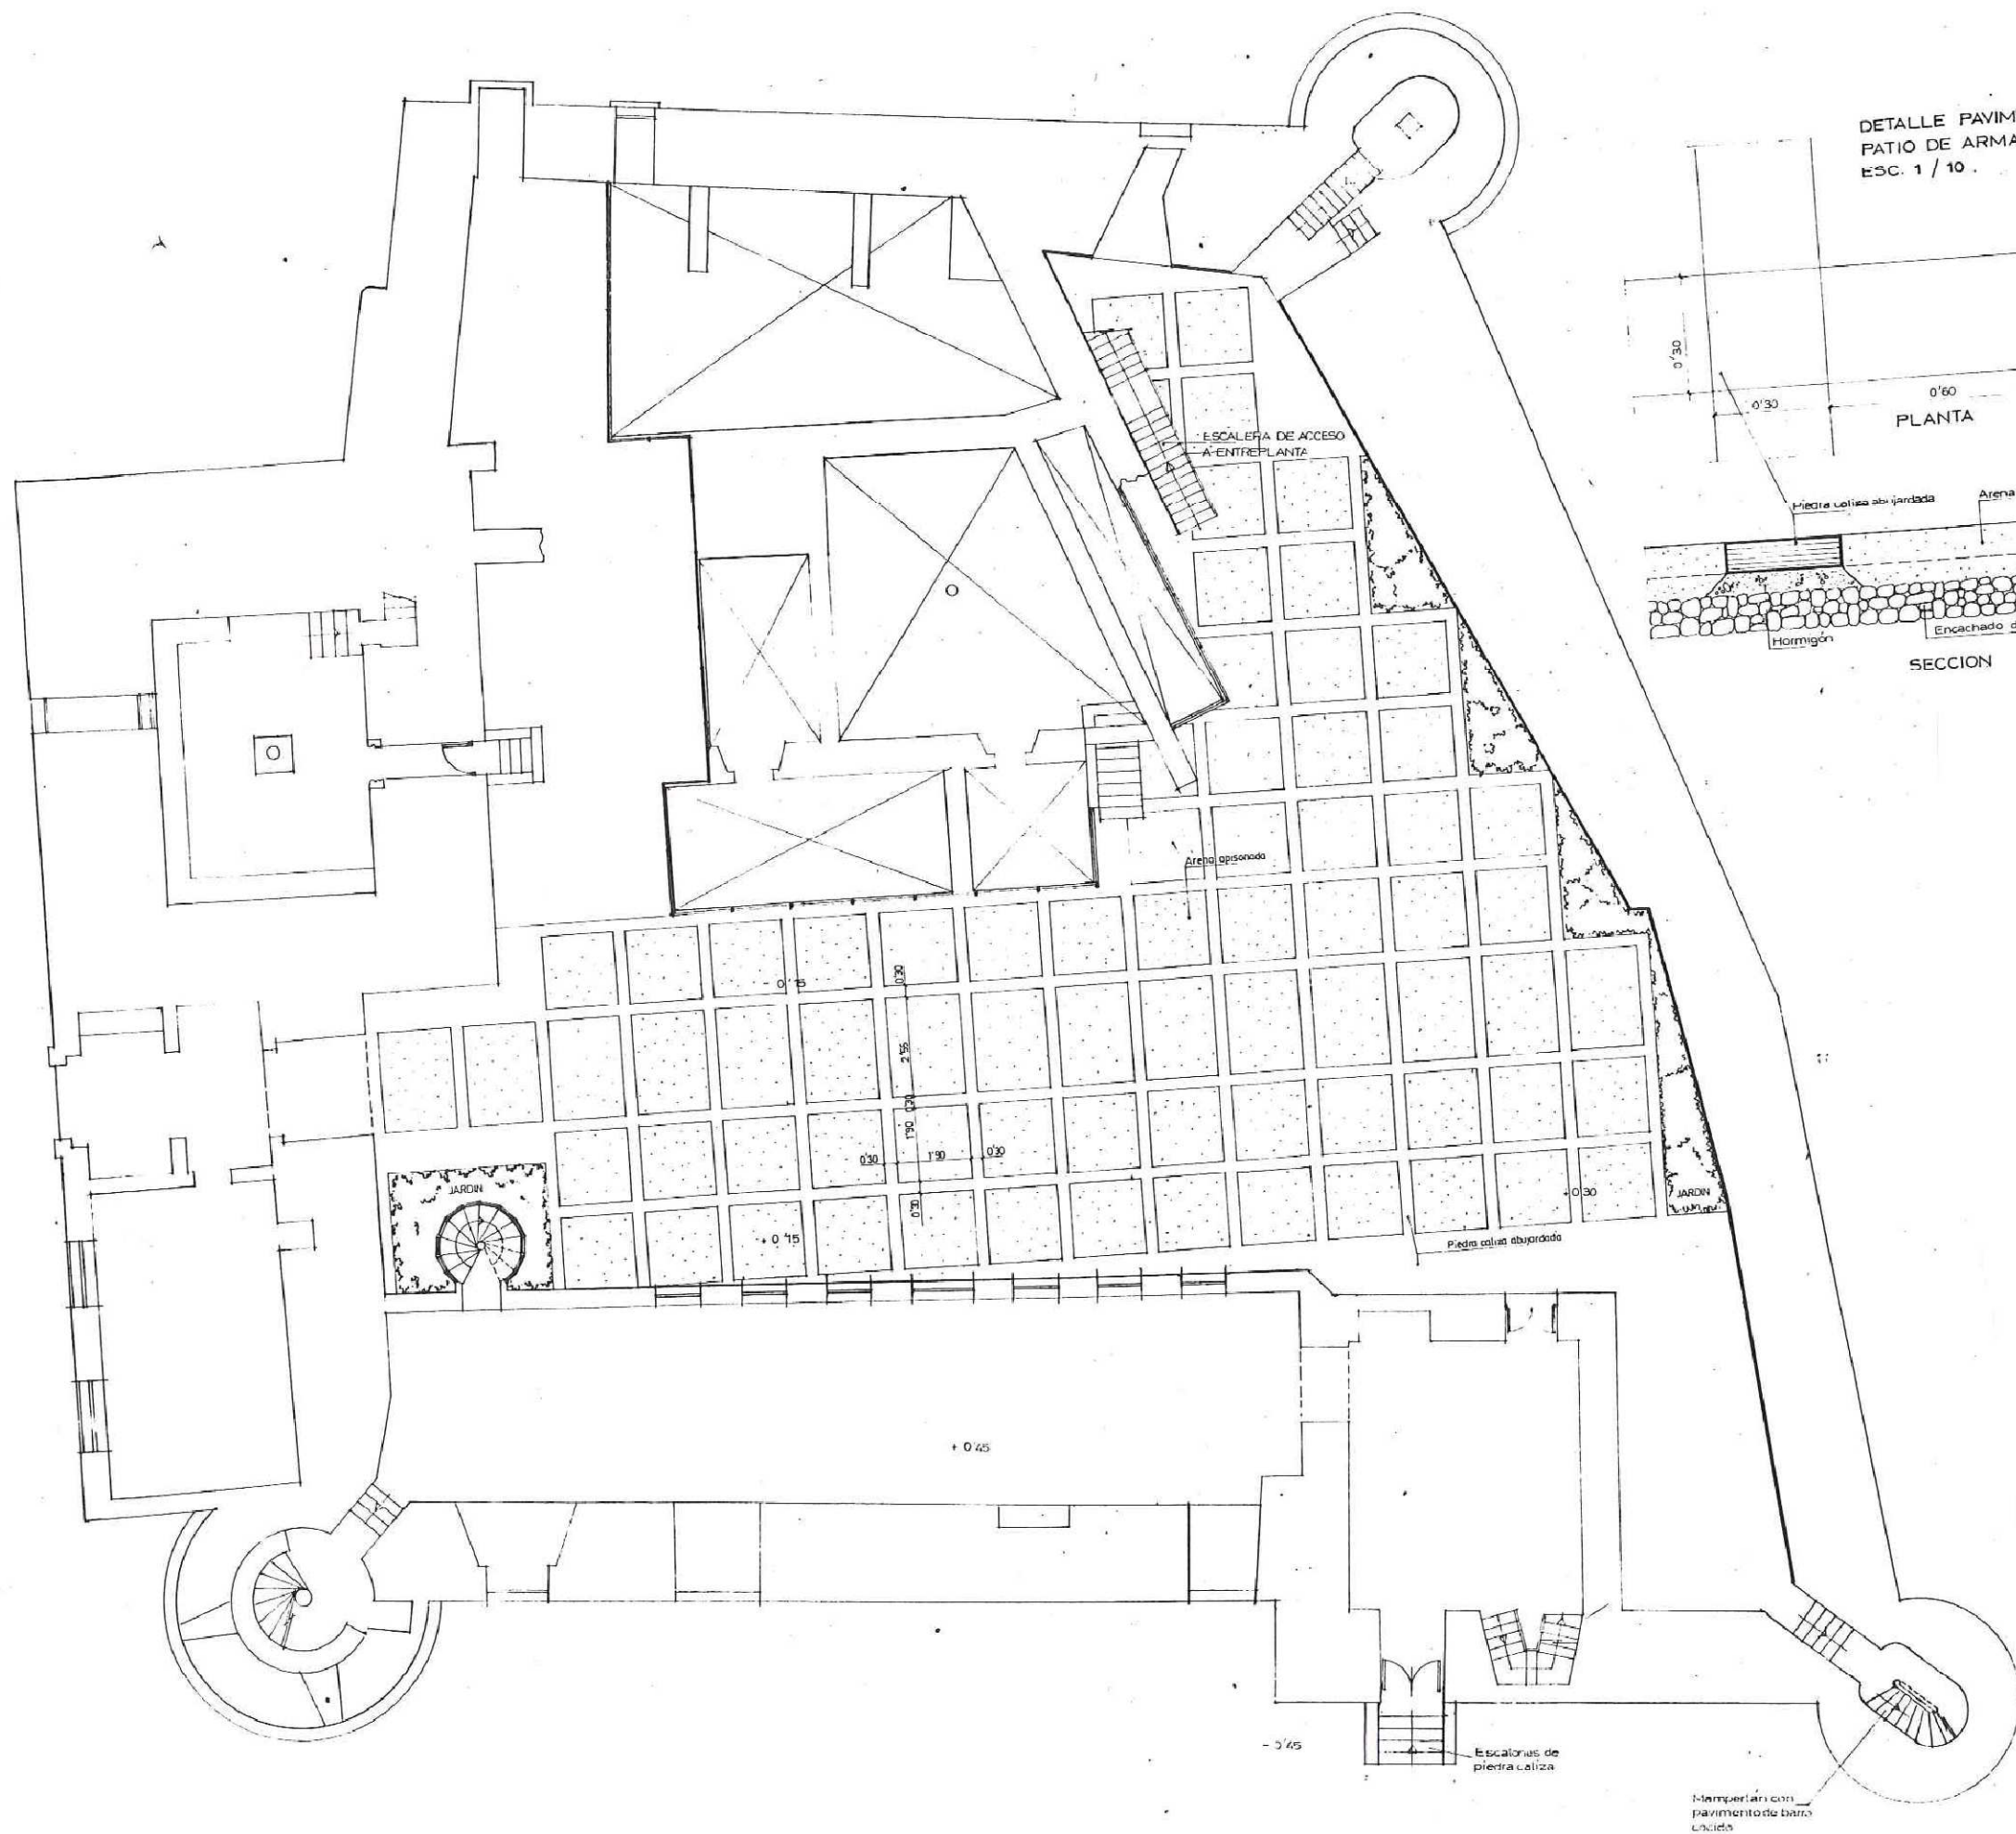 DETALLE PAVIM
PATIO DE ARMA
ESC. 1 / 10 .
0'30
0'30
0'60
PLANTA
ESCALERA DE ACCESO
A ENTREPLANTA
Piedra caliza abujardada
Arena
Hormigón
Encachado d
SECCION
Arena apisonada
0'30
2'55
0'30
1'90
0'30
1'90
0'30
0'30
JARDIN
+ 0'15
+ 0'30
JARDIN
Piedra caliza abujardada
+ 0'45
- 0'45
Escalones de
piedra caliza
Mamperlán con
pavimento de barro
cocido